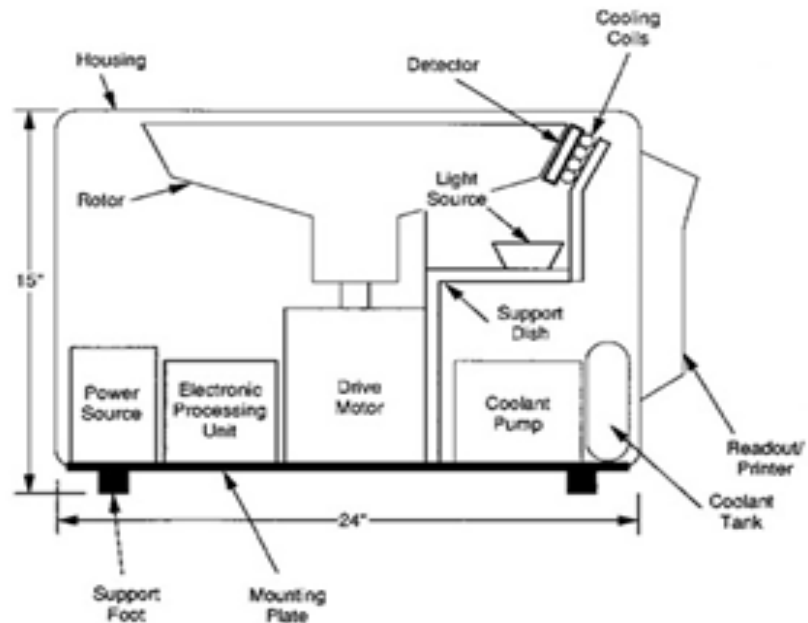 Cooling
Coils
Housing
Detector
Light
Source
Rotor
15"
Support
Dish
Power
Source
Electronic
Processing
Unit
Drive
Motor
Coolant
Pump
Readout/
Printer
Coolant
Tank
24"
Support
Foot
Mounting
Plate